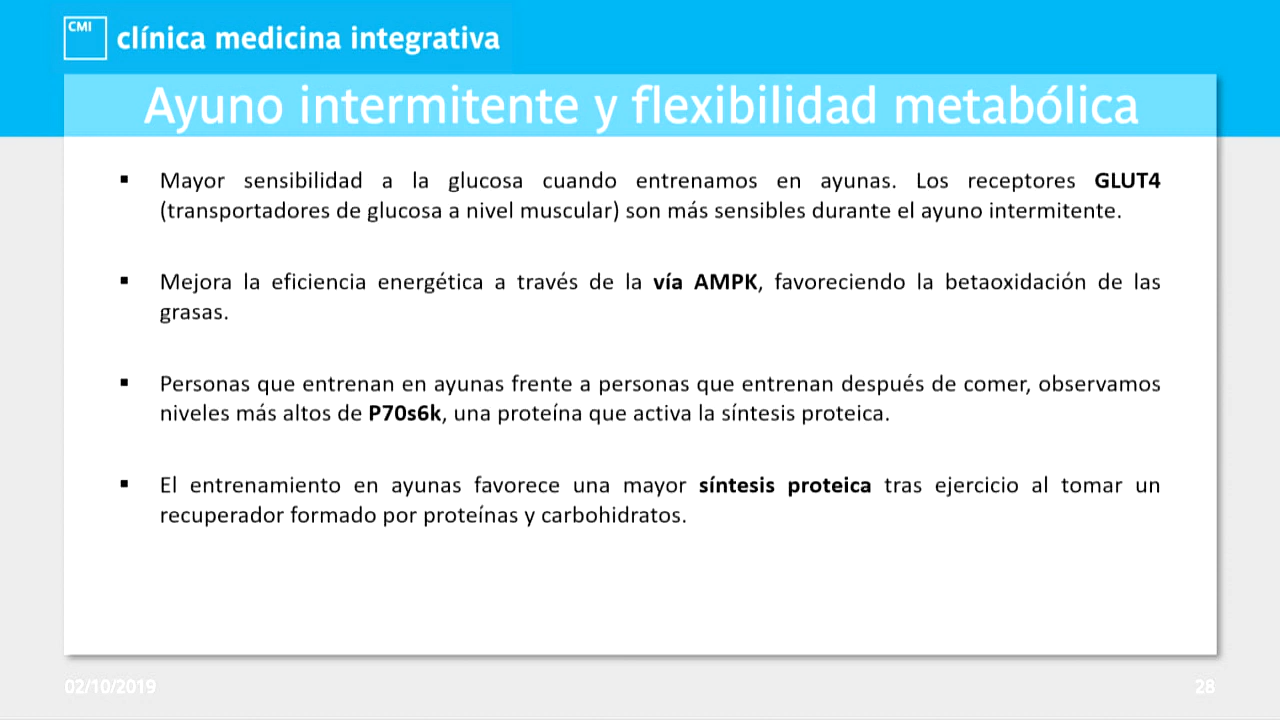 CMI
clínica medicina integrativa
Ayuno intermitente y flexibilidad metabólica
▪ Mayor sensibilidad a la glucosa cuando entrenamos en ayunas. Los receptores GLUT4
(transportadores de glucosa a nivel muscular) son más sensibles durante el ayuno intermitente.
▪ Mejora la eficiencia energética a través de la vía AMPK, favoreciendo la betaoxidación de las
grasas.
▪ Personas que entrenan en ayunas frente a personas que entrenan después de comer, observamos
niveles más altos de P70s6k, una proteína que activa la síntesis proteica.
▪ El entrenamiento en ayunas favorece una mayor síntesis proteica tras ejercicio al tomar un
recuperador formado por proteínas y carbohidratos.
02/10/2019
28